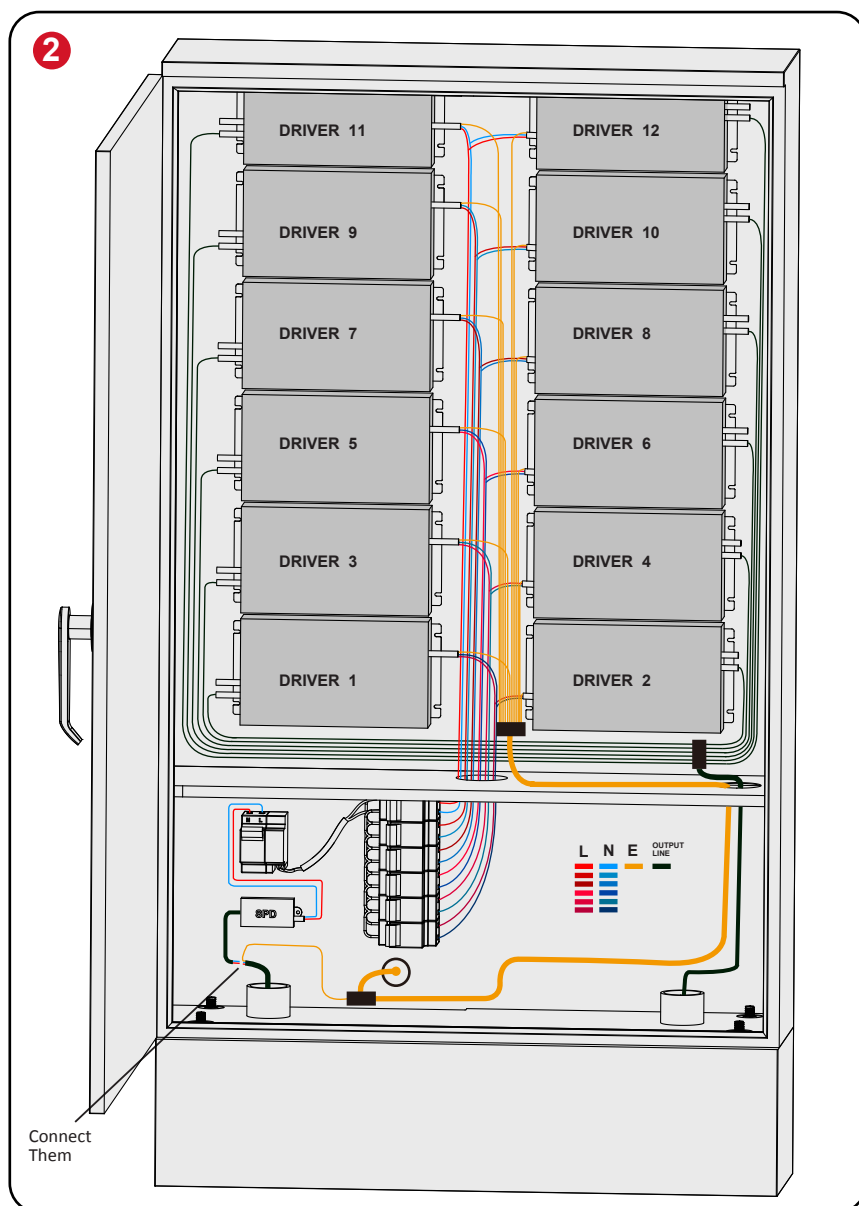 2
DRIVER 11
DRIVER 12
DRIVER 9
DRIVER 10
DRIVER 7
DRIVER 8
DRIVER 5
DRIVER 6
DRIVER 3
DRIVER 4
DRIVER 1
DRIVER 2
N L
L N E OUTPUT
LINE
SPD
Connect
Them